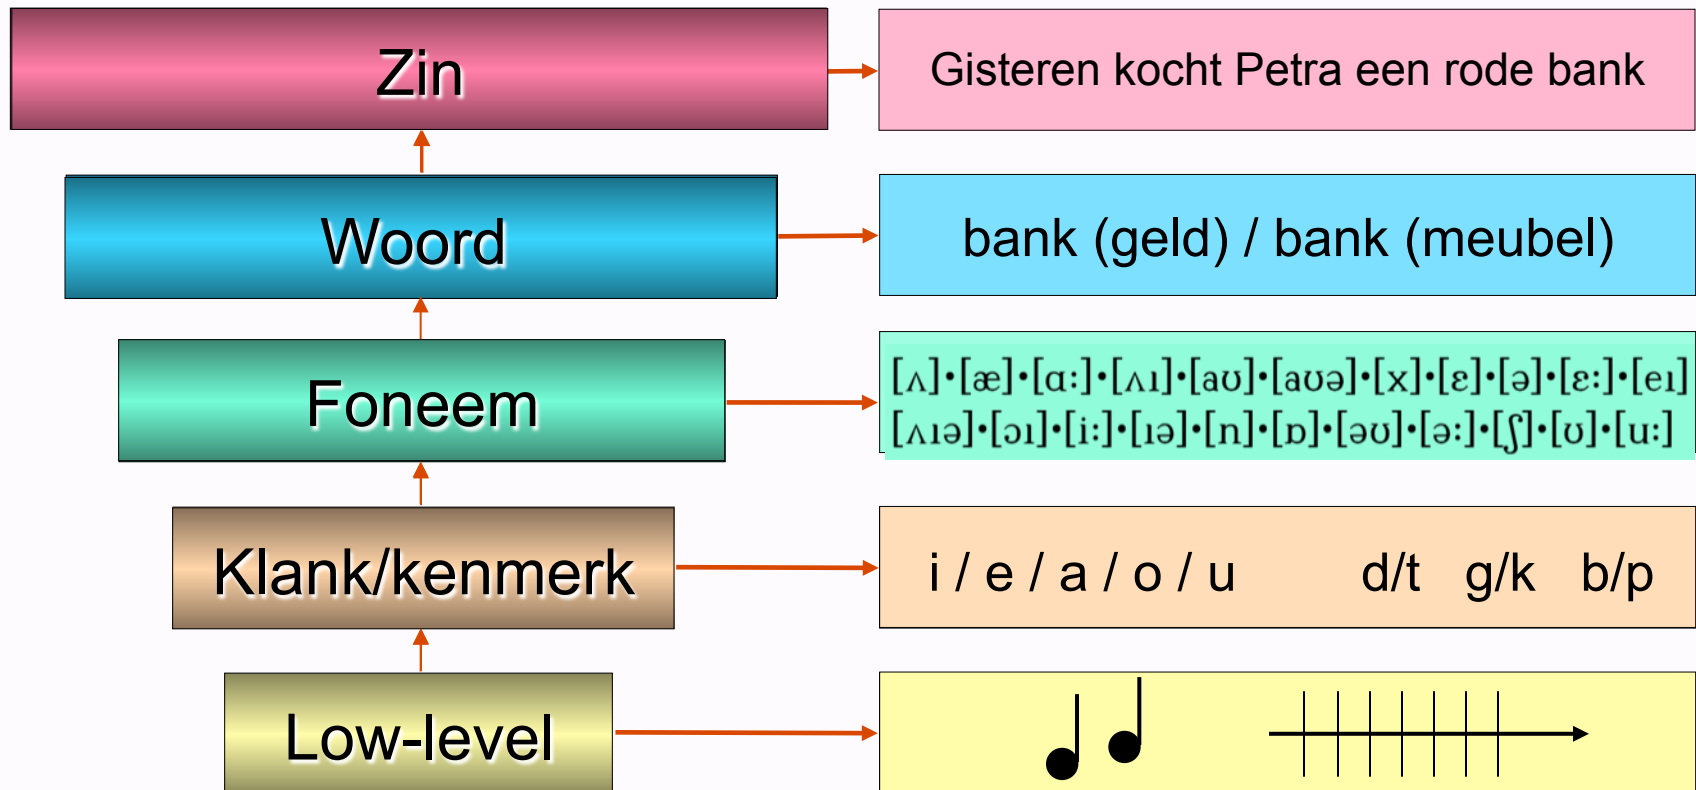 Zin
Gisteren kocht Petra een rode bank
Woord
bank (geld) / bank (meubel)
Foneem
[ʌ]•[æ]•[ɑ:]•[ʌɪ]•[aʊ]•[aʊə]•[x]•[ɛ]•[ə]•[ɛ:]•[eɪ]
[ʌɪə]•[ɔɪ]•[i:]•[ɪə]•[n]•[ɒ]•[əʊ]•[ə:]•[ʃ]•[ʊ]•[u:]
Klank/kenmerk
i / e / a / o / u d/t g/k b/p
Low-level